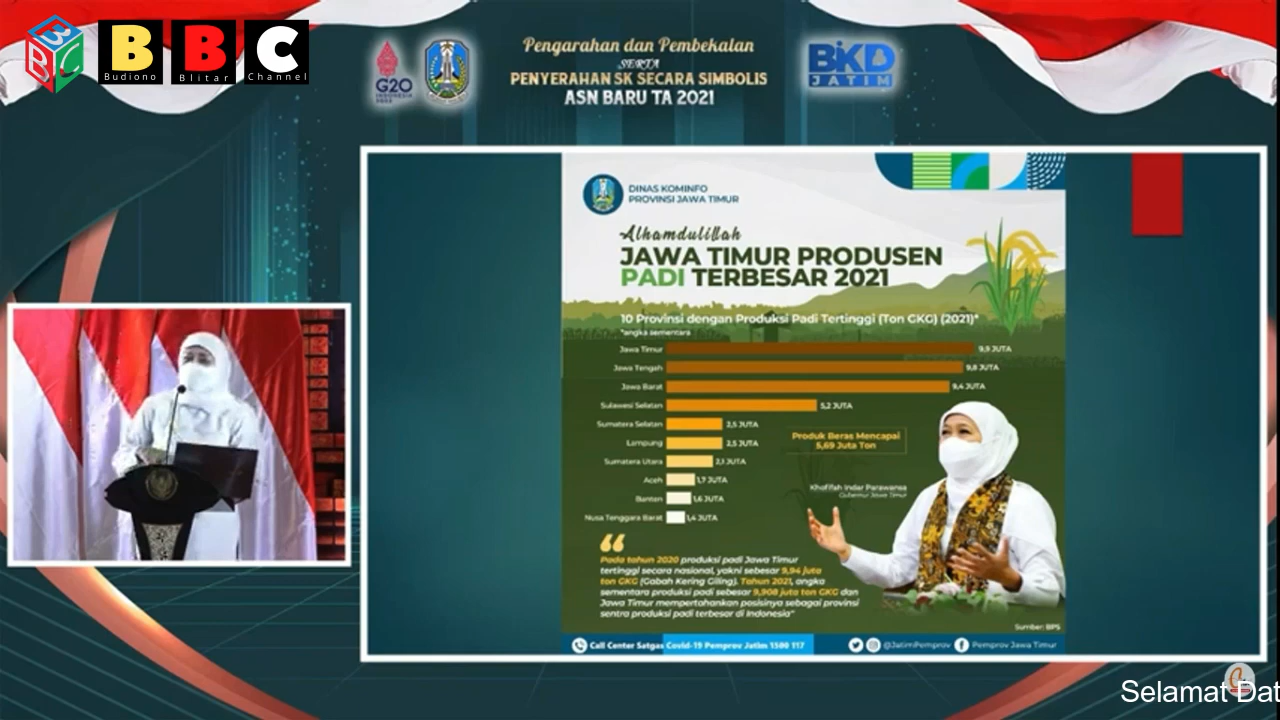 BBC
BBC
Budiono Blitar Channel
G20
INDONESIA
2022
Pengarahan dan Pembekalan
SERTA
PENYERAHAN SK SECARA SIMBOLIS
ASN BARU TA 2021
BKD
JATIM
DINAS KOMINFO
PROVINSI JAWA TIMUR
Alhamdulillah
JAWA TIMUR PRODUSEN
PADI TERBESAR 2021
10 Provinsi dengan Produksi Padi Tertinggi (Ton GKG) (2021)*
*angka sementara
Jawa Timur 9,9 JUTA
Jawa Tengah 9,8 JUTA
Jawa Barat 9,4 JUTA
Sulawesi Selatan 5,2 JUTA
Sumatera Selatan 2,5 JUTA
Lampung 2,5 JUTA
Sumatera Utara 2,1 JUTA
Aceh 1,7 JUTA
Banten 1,6 JUTA
Nusa Tenggara Barat 1,4 JUTA
Produk Beras Mencapai
5,69 Juta Ton
Khofifah Indar Parawansa
Gubernur Jawa Timur
“
Pada tahun 2020 produksi padi Jawa Timur
tertinggi secara nasional, yakni sebesar 9,94 juta
ton GKG (Gabah Kering Giling). Tahun 2021, angka
sementara produksi padi sebesar 9,908 juta ton GKG dan
Jawa Timur mempertahankan posisinya sebagai provinsi
sentra produksi padi terbesar di Indonesia"
Sumber: BPS
Call Center Satgas Covid-19 Pemprov Jatim 1500 117
@JatimPemprov Pemprov Jawa Timur
Selamat Dat